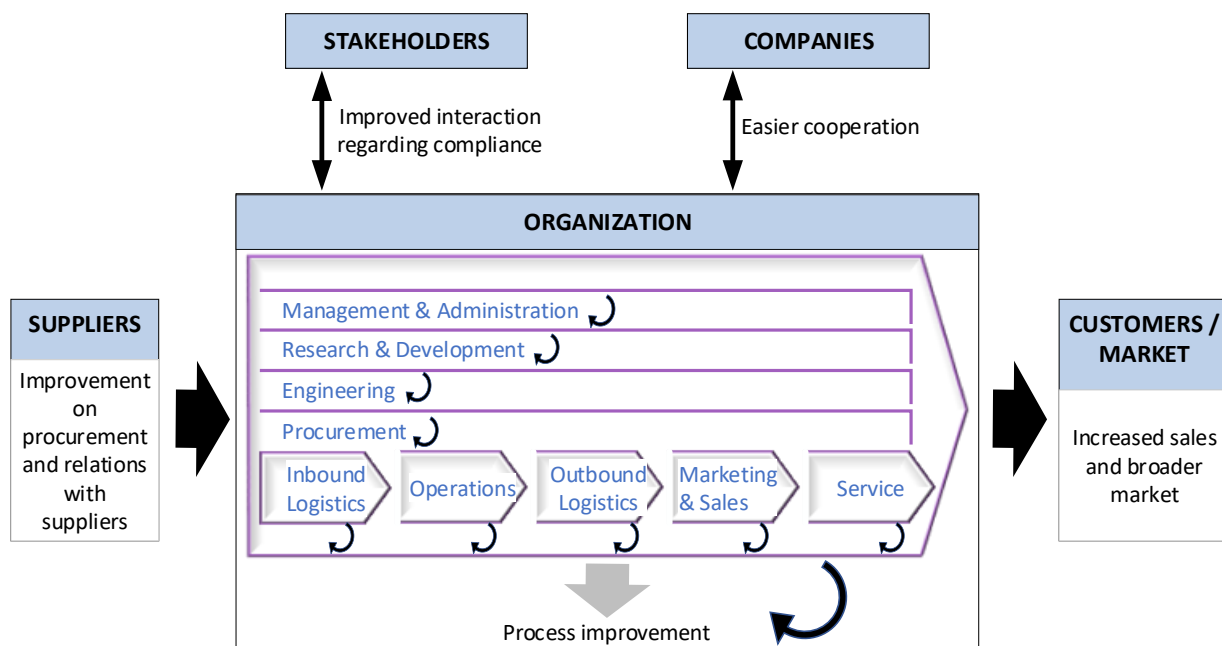 STAKEHOLDERS
COMPANIES
Improved interaction
regarding compliance
Easier cooperation
ORGANIZATION
SUPPLIERS
Improvement
on
procurement
and relations
with
suppliers
Management & Administration
Research & Development
Engineering
Procurement
Inbound
Logistics
Operations
Outbound
Logistics
Marketing
& Sales
Service
Process improvement
CUSTOMERS /
MARKET
Increased sales
and broader
market